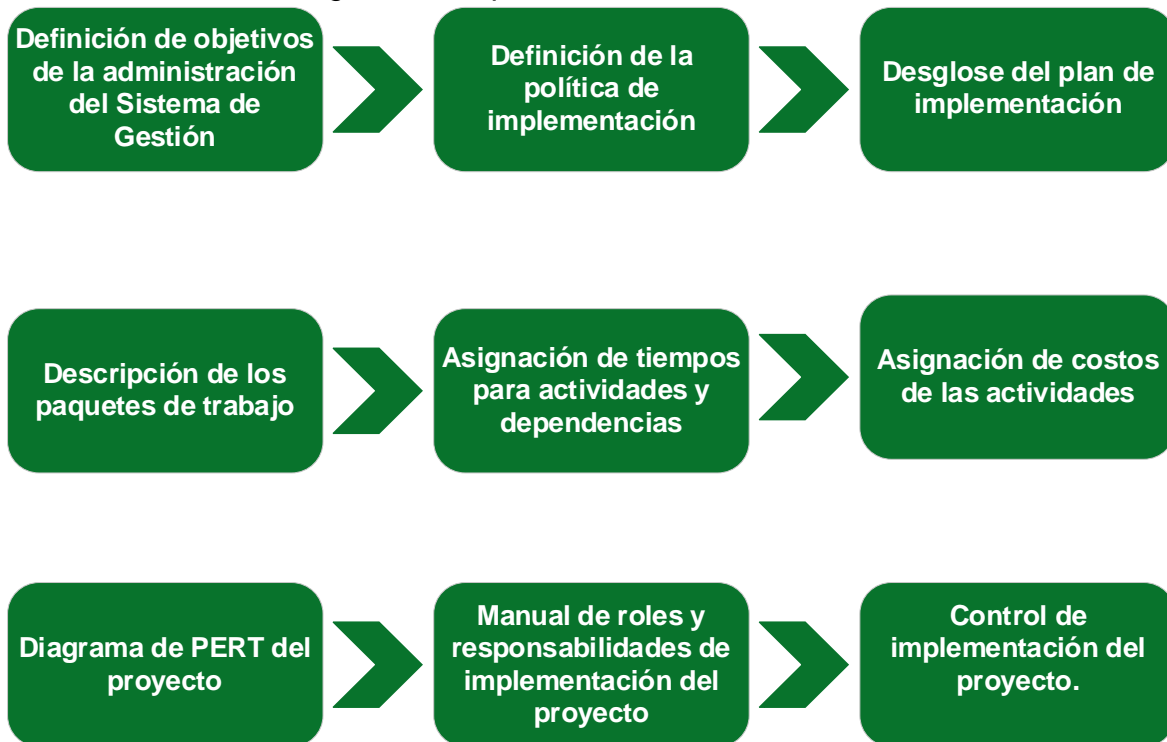 Definición de objetivos
de la administración
del Sistema de
Gestión
Definición de la
política de
implementación
Desglose del plan de
implementación
Descripción de los
paquetes de trabajo
Asignación de tiempos
para actividades y
dependencias
Asignación de costos
de las actividades
Diagrama de PERT del
proyecto
Manual de roles y
responsabilidades de
implementación del
proyecto
Control de
implementación del
proyecto.